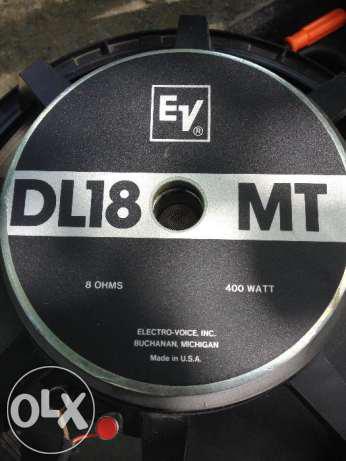 EV®
DL18 MT
8 OHMS 400 WATT
ELECTRO-VOICE, INC.
BUCHANAN, MICHIGAN
Made in U.S.A.
OLX